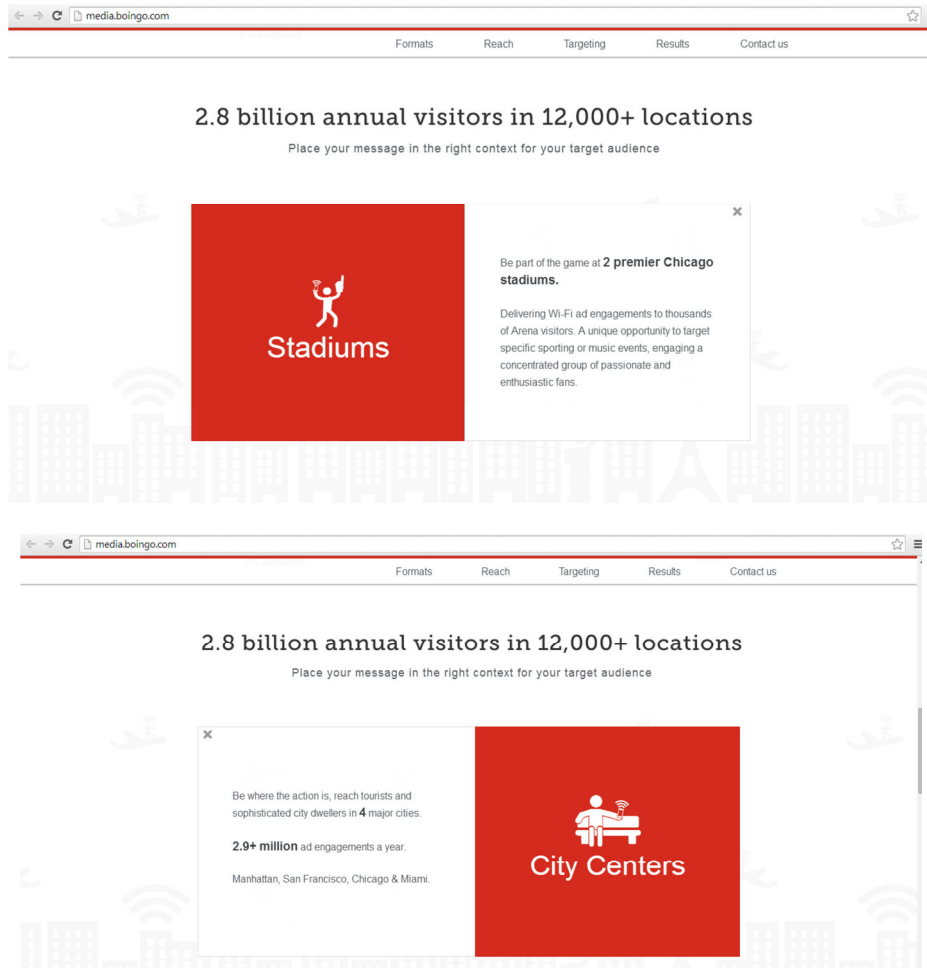 media.boingo.com
Formats Reach Targeting Results Contact us
2.8 billion annual visitors in 12,000+ locations
Place your message in the right context for your target audience
Stadiums
Be part of the game at 2 premier Chicago
stadiums.
Delivering Wi-Fi ad engagements to thousands
of Arena visitors. A unique opportunity to target
specific sporting or music events, engaging a
concentrated group of passionate and
enthusiastic fans.
media.boingo.com
Formats Reach Targeting Results Contact us
2.8 billion annual visitors in 12,000+ locations
Place your message in the right context for your target audience
Be where the action is, reach tourists and
sophisticated city dwellers in 4 major cities.
2.9+ million ad engagements a year.
Manhattan, San Francisco, Chicago & Miami.
City Centers